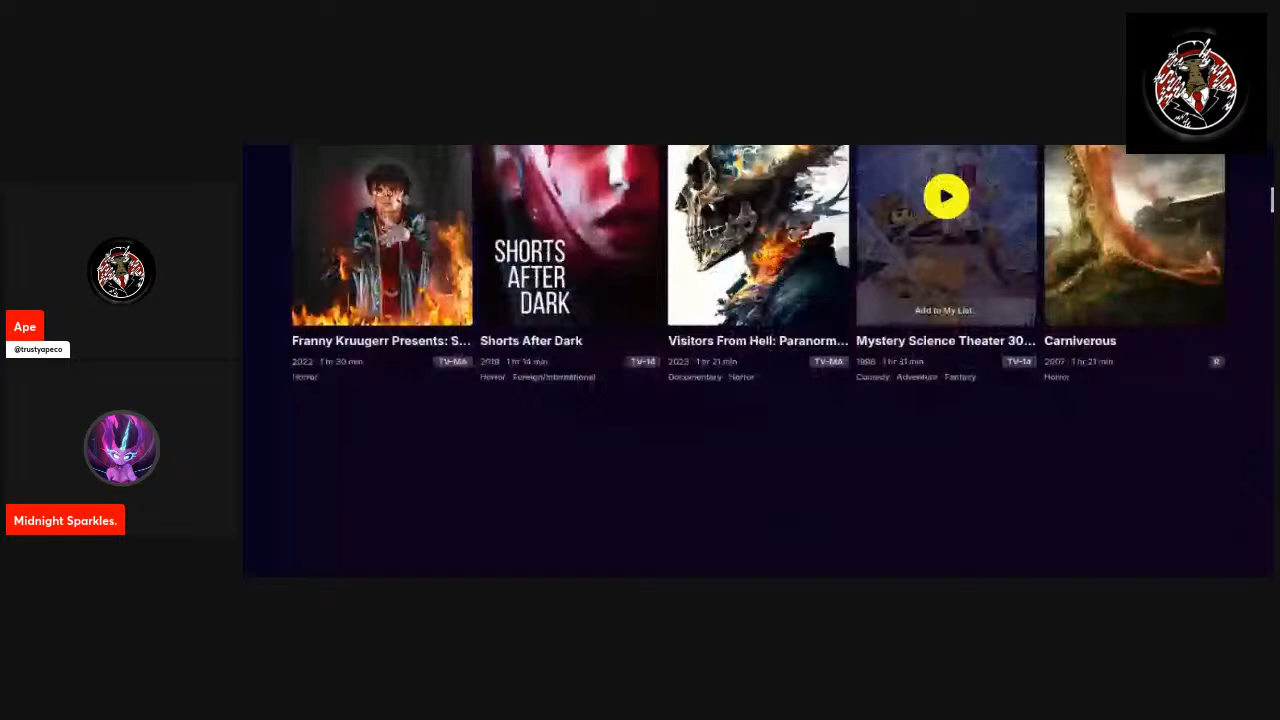 SHORTS
AFTER
DARK
Add to My List
Franny Kruugerr Presents: S...
2022 1 hr 30 min TV-MA
Horror
Shorts After Dark
2018 1 hr 14 min TV-14
Horror Foreign/International
Visitors From Hell: Paranorm...
2023 1 hr 21 min TV-MA
Documentary Horror
Mystery Science Theater 30...
1 hr 31 min TV-14
Comedy Adventure Fantasy
Carniverous
2007 1 hr 21 min R
Horror
Ape
@trustyapeco
Midnight Sparkles.